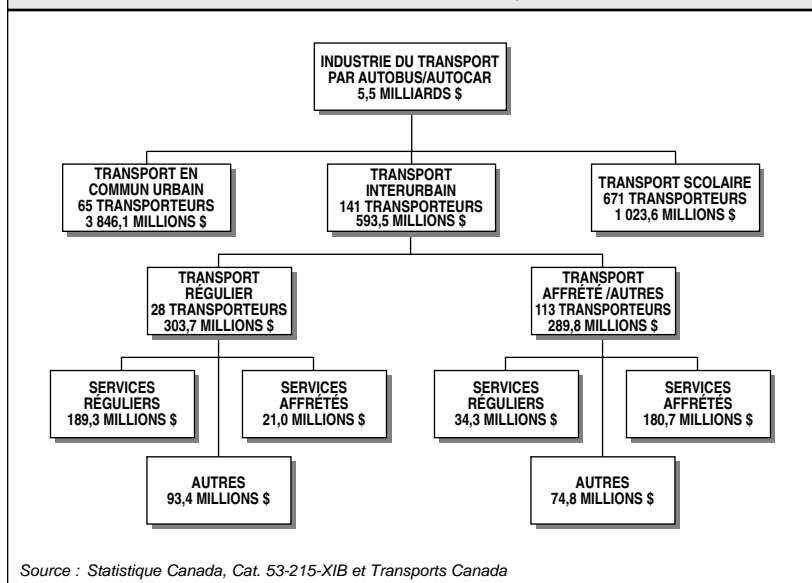 INDUSTRIE DU TRANSPORT
PAR AUTOBUS/AUTOCAR
5,5 MILLIARDS $
TRANSPORT EN
COMMUN URBAIN
65 TRANSPORTEURS
3 846,1 MILLIONS $
TRANSPORT
INTERURBAIN
141 TRANSPORTEURS
593,5 MILLIONS $
TRANSPORT SCOLAIRE
671 TRANSPORTEURS
1 023,6 MILLIONS $
TRANSPORT
RÉGULIER
28 TRANSPORTEURS
303,7 MILLIONS $
TRANSPORT
AFFRÉTÉ /AUTRES
113 TRANSPORTEURS
289,8 MILLIONS $
SERVICES
RÉGULIERS
189,3 MILLIONS $
SERVICES
AFFRÉTÉS
21,0 MILLIONS $
SERVICES
RÉGULIERS
34,3 MILLIONS $
SERVICES
AFFRÉTÉS
180,7 MILLIONS $
AUTRES
93,4 MILLIONS $
AUTRES
74,8 MILLIONS $
Source : Statistique Canada, Cat. 53-215-XIB et Transports Canada